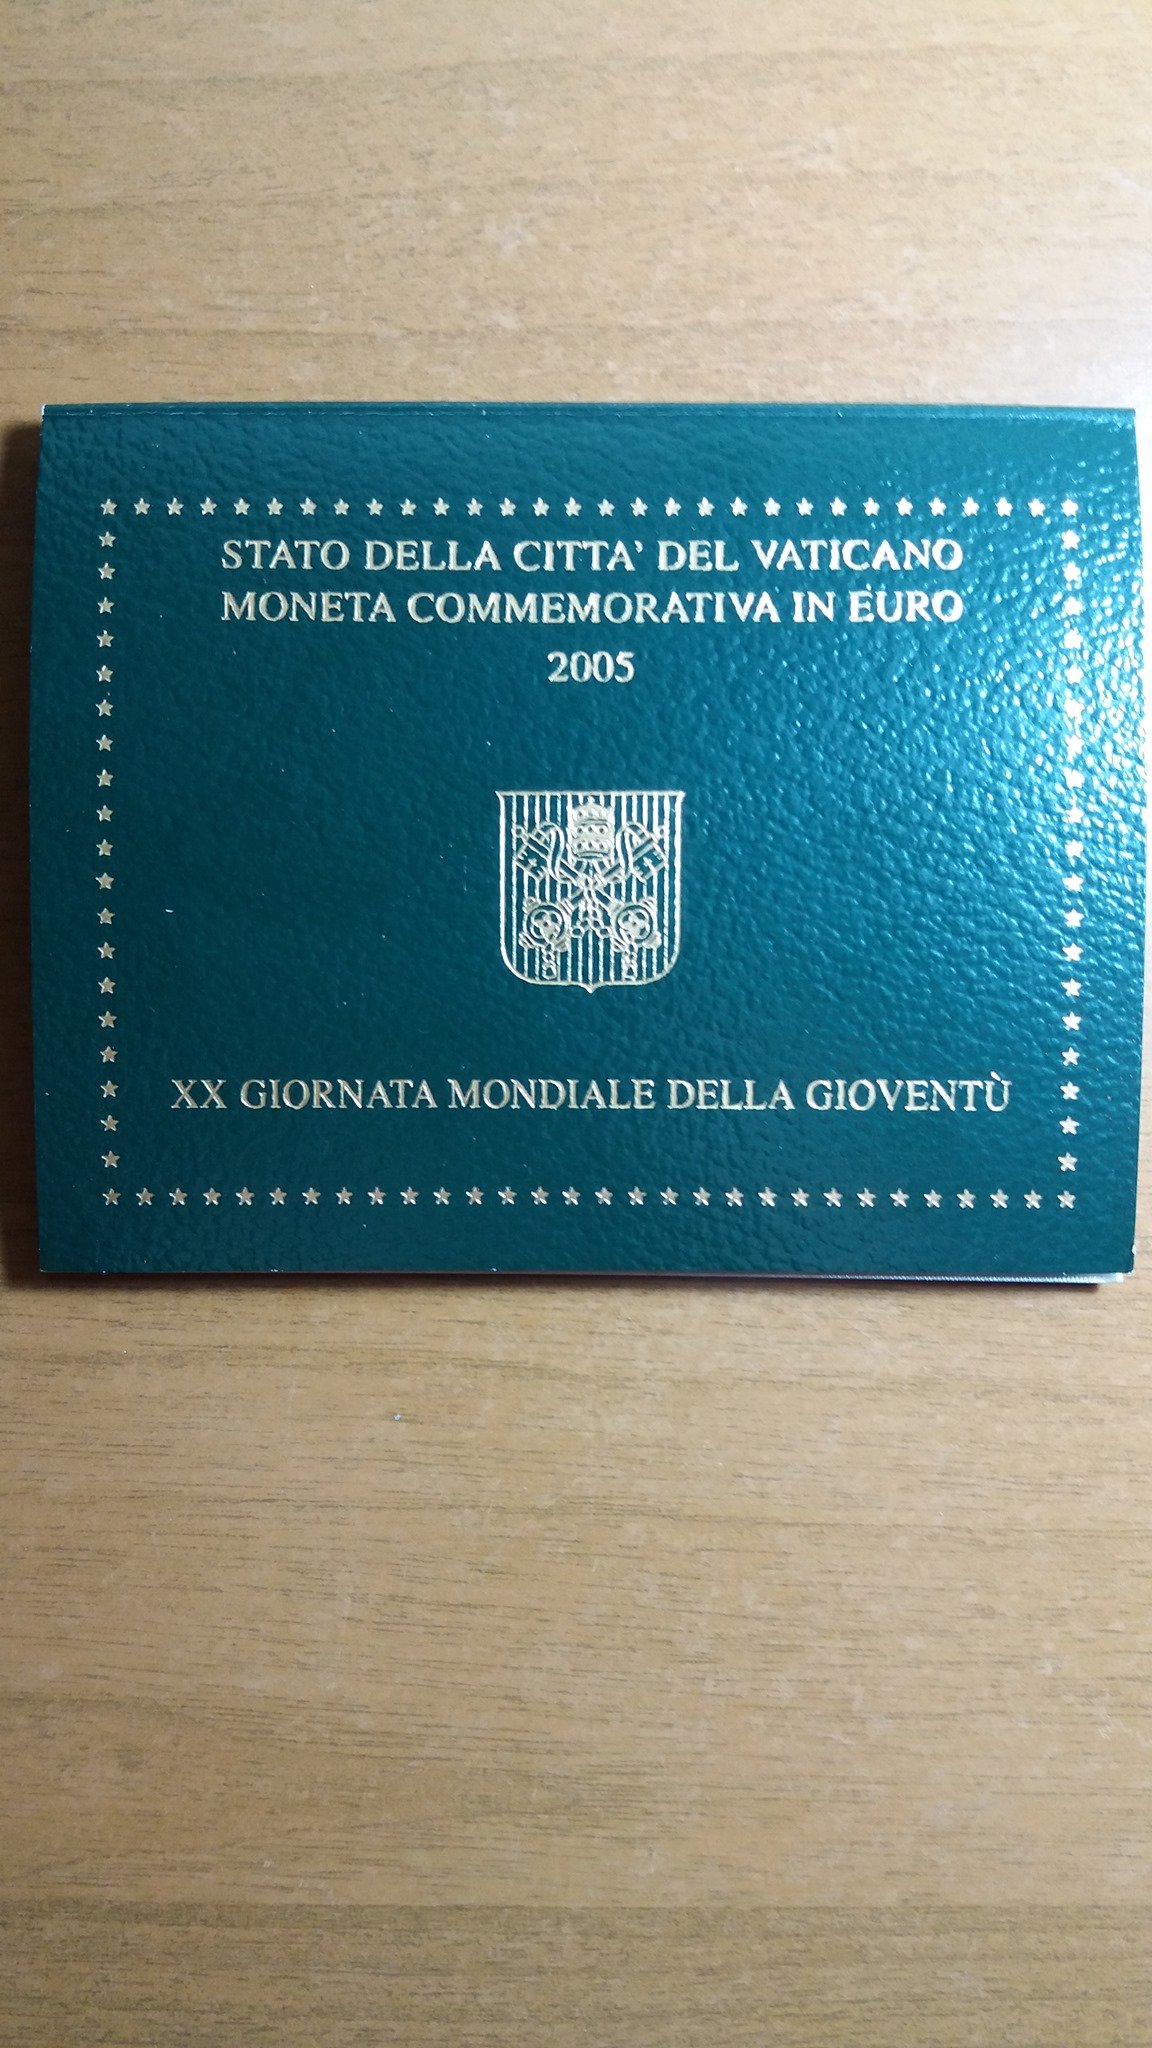 STATO DELLA CITTA' DEL VATICANO
MONETA COMMEMORATIVA IN EURO
2005
XX GIORNATA MONDIALE DELLA GIOVENTÙ